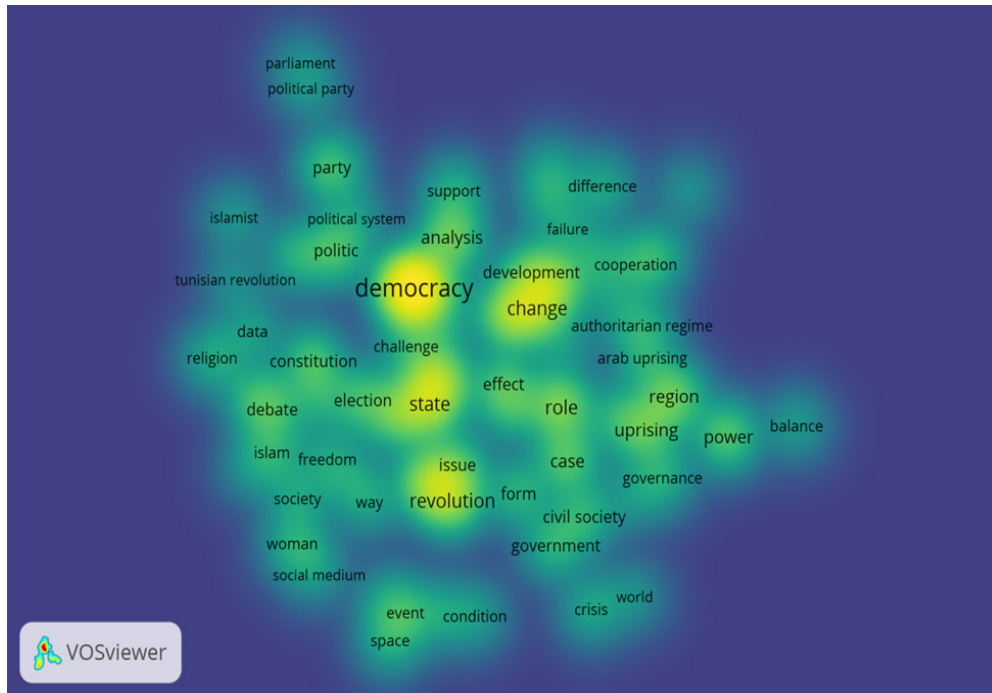 parliament
political party
party
support
difference
islamist
political system
failure
analysis
politic
cooperation
development
tunisian revolution
democracy
change
authoritarian regime
data
challenge
religion
constitution
arab uprising
effect
region
election
state
role
debate
balance
uprising
power
islam
freedom
issue
case
governance
society
way
revolution
form
civil society
woman
government
social medium
world
crisis
event
condition
space
VOSviewer